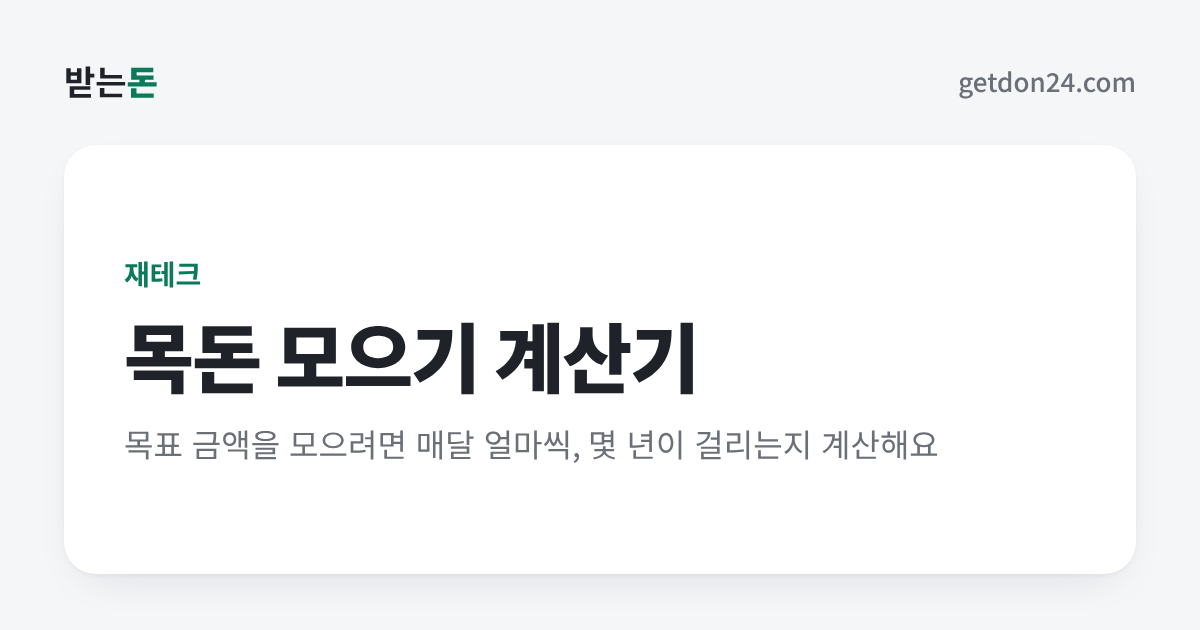 받는돈
getdon24.com
재테크
목돈 모으기 계산기
목표 금액을 모으려면 매달 얼마씩, 몇 년이 걸리는지 계산해요